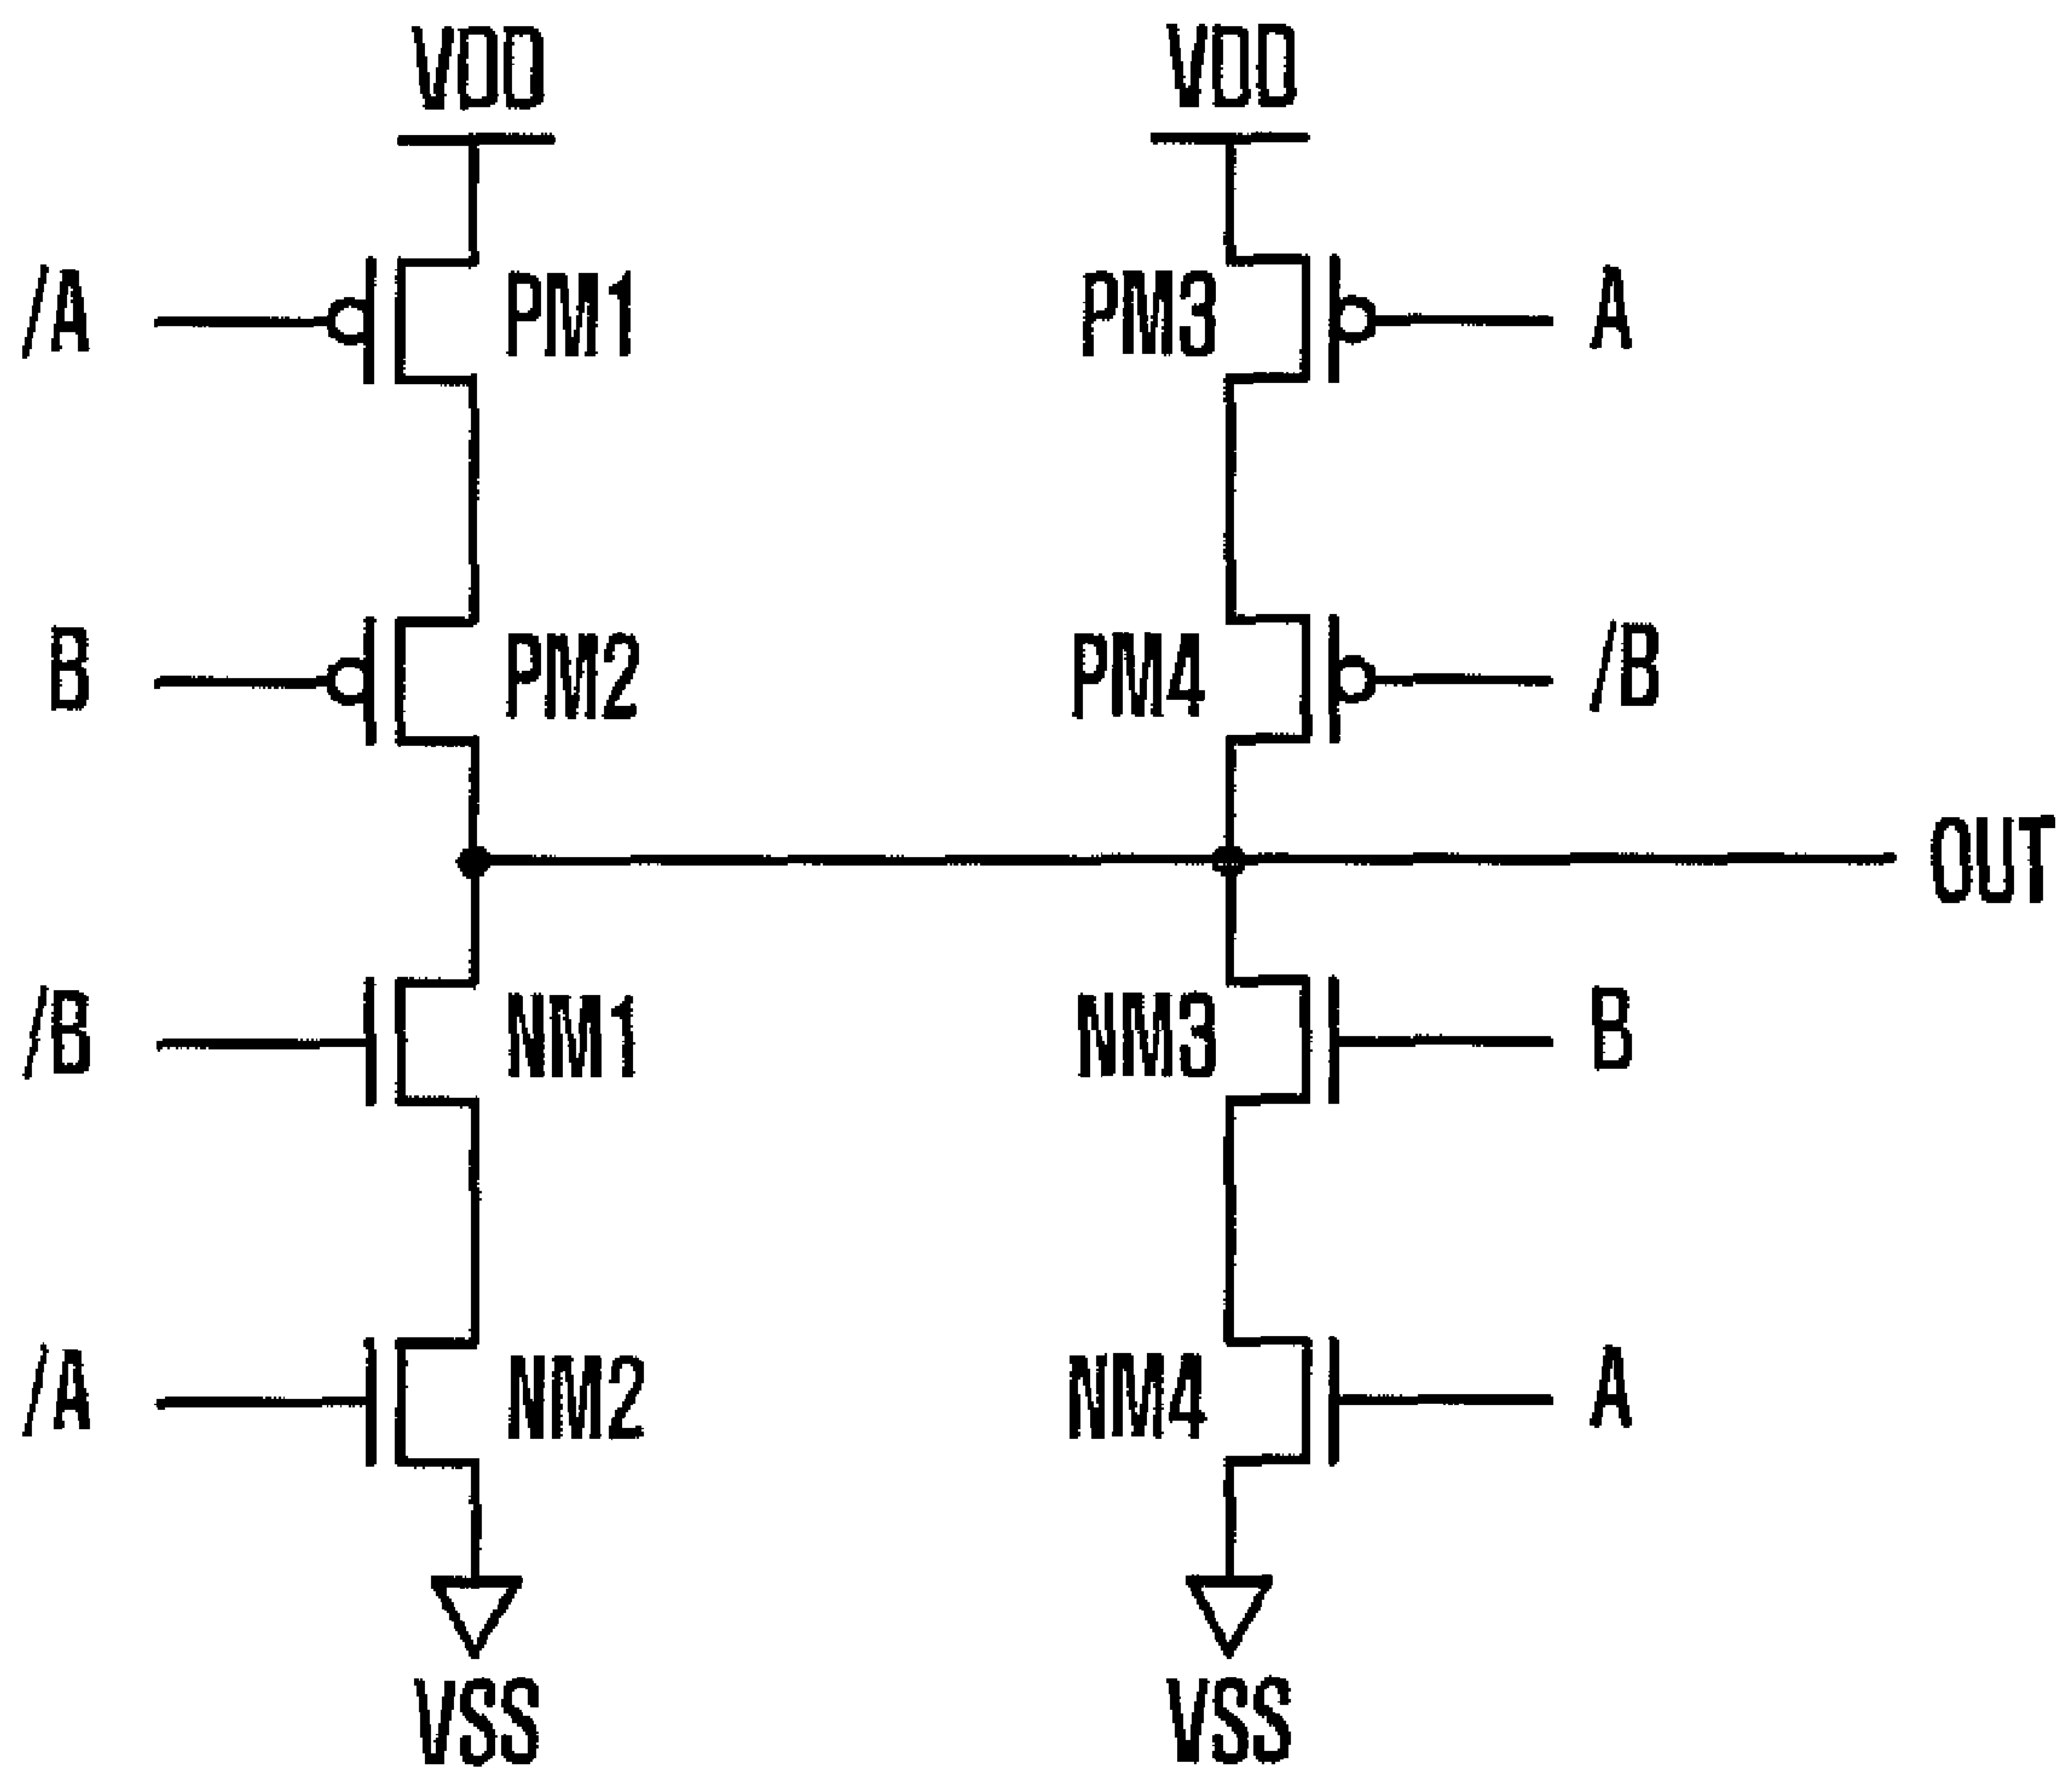 VDD VDD
/A PM1 PM3 A
B PM2 PM4 /B
OUT
/B NM1 NM3 B
/A NM2 NM4 A
VSS VSS